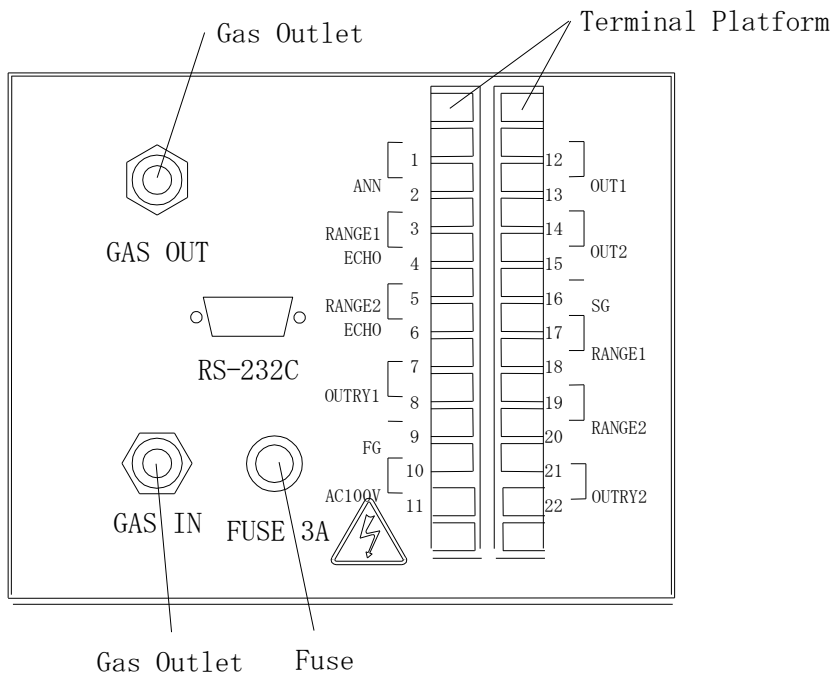 Gas Outlet
Terminal Platform
GAS OUT
RS-232C
GAS IN
FUSE 3A
1
ANN
2
RANGE1
3
ECHO
4
RANGE2
5
ECHO
6
7
OUTRY1
8
9
FG
10
AC100V
11
12
OUT1
13
14
OUT2
15
16
SG
17
RANGE1
18
19
RANGE2
20
21
OUTRY2
22
Gas Outlet
Fuse